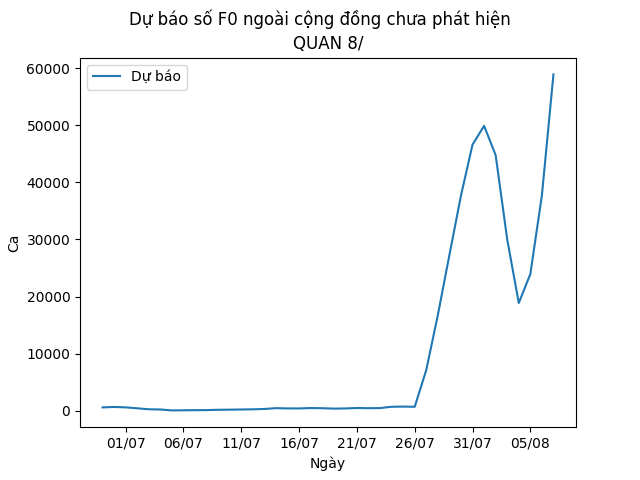 Dự báo số F0 ngoài cộng đồng chưa phát hiện
QUAN 8/
Dự báo
60000
50000
40000
30000
20000
10000
0
Ca
01/07 06/07 11/07 16/07 21/07 26/07 31/07 05/08
Ngày